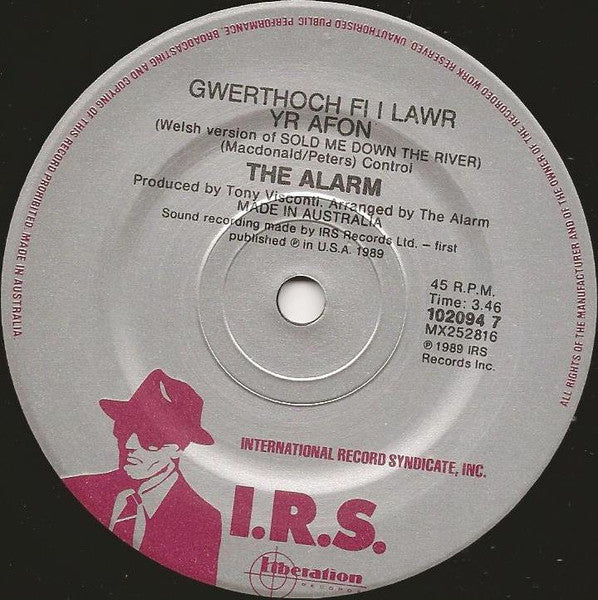 ALL RIGHTS OF THE MANUFACTURER AND OF THE OWNER OF THE RECORDED WORK RESERVED. UNAUTHORISED PUBLIC PERFORMANCE, BROADCASTING AND COPYING OF THIS RECORD PROHIBITED. MADE IN AUSTRALIA
GWERTHOCH FI I LAWR
YR AFON
(Welsh version of SOLD ME DOWN THE RIVER)
(Macdonald/Peters) Control
THE ALARM
Produced by Tony Visconti. Arranged by The Alarm
MADE IN AUSTRALIA
Sound recording made by IRS Records Ltd. – first
published ℗ in U.S.A. 1989
45 R.P.M.
Time: 3.46
102094 7
MX252816
℗ 1989 IRS
Records Inc.
INTERNATIONAL RECORD SYNDICATE, INC.
I.R.S.
Liberation
RECORDS